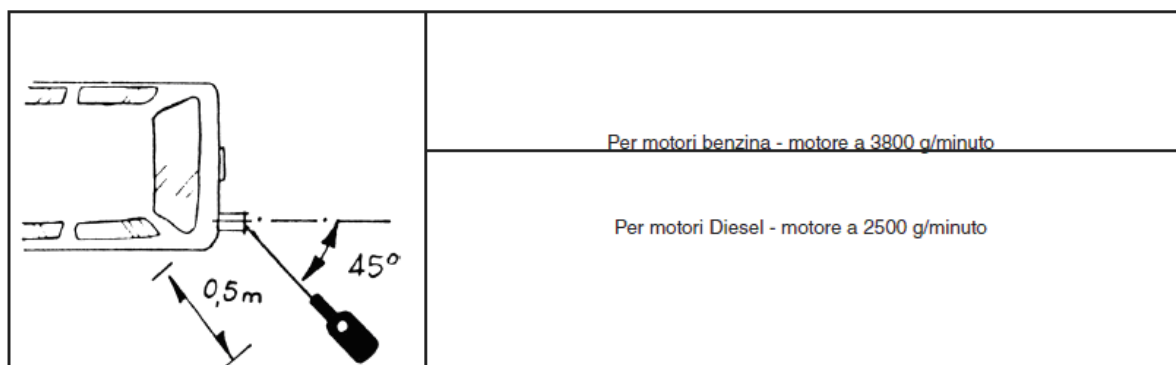 Per motori benzina - motore a 3800 g/minuto
Per motori Diesel - motore a 2500 g/minuto
45°
0,5m